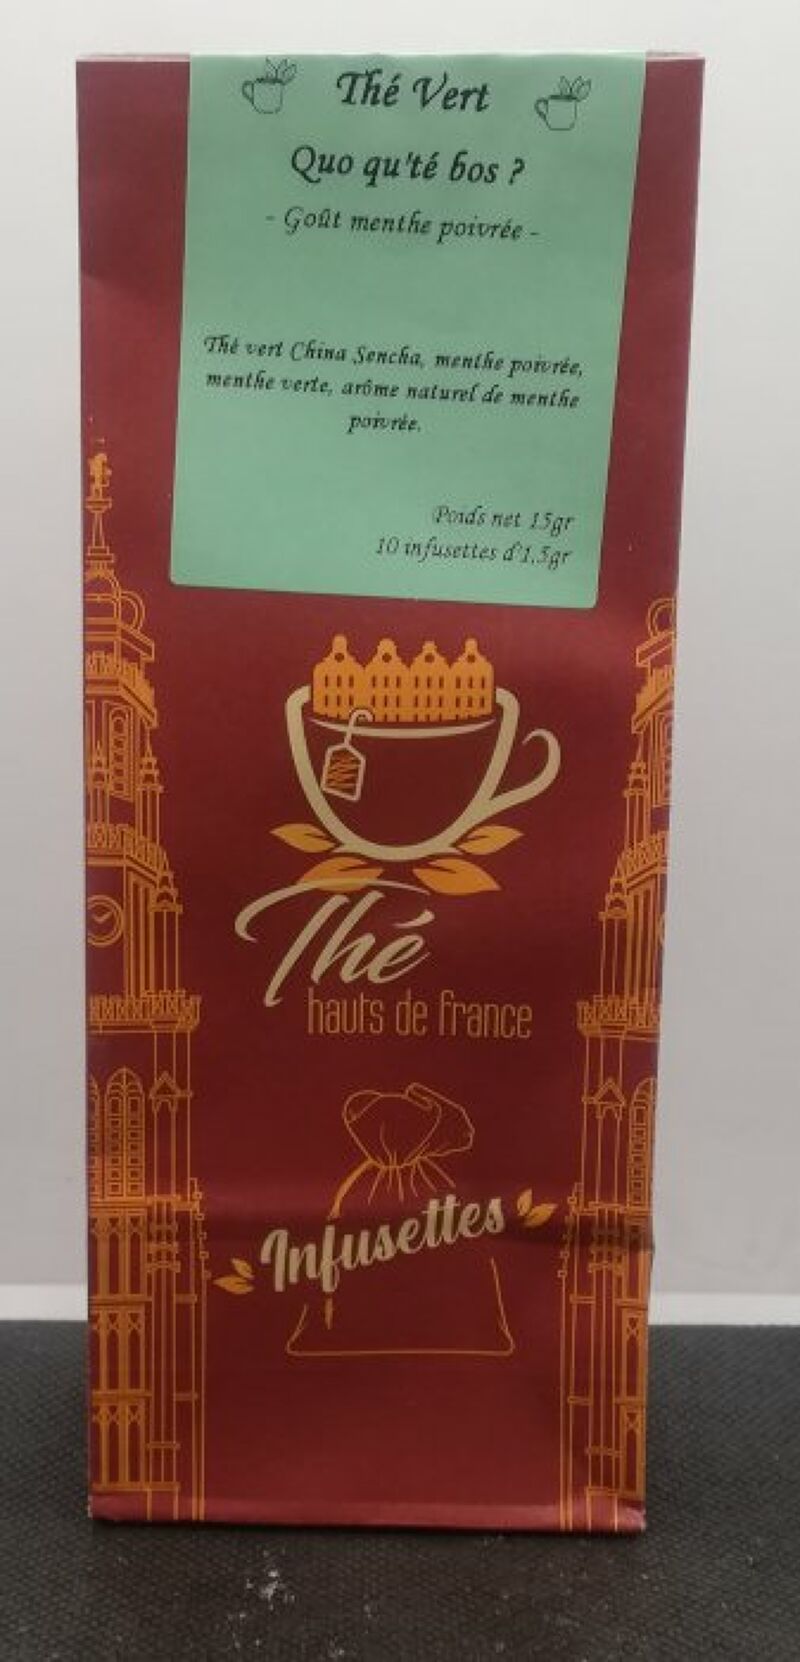 Thé Vert
Quo qu'té bos ?
- Goût menthe poivrée -
Thé vert China Sencha, menthe poivrée,
menthe verte, arôme naturel de menthe
poivrée.
Poids net 15gr
10 infusettes d'1,5gr
Thé
hauts de france
Infusettes